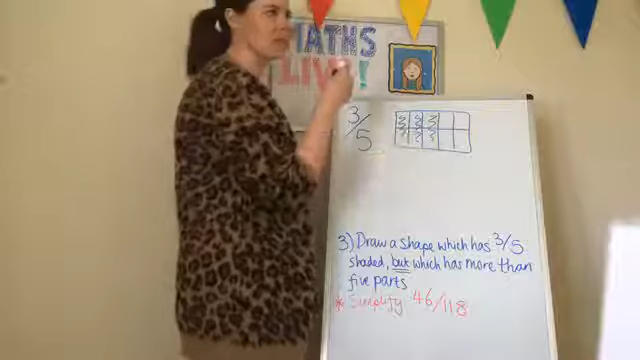 MATHS
LIVE!
3/5
3) Draw a shape which has 3/5
shaded, but which has more than
five parts
* Simplify 46/118